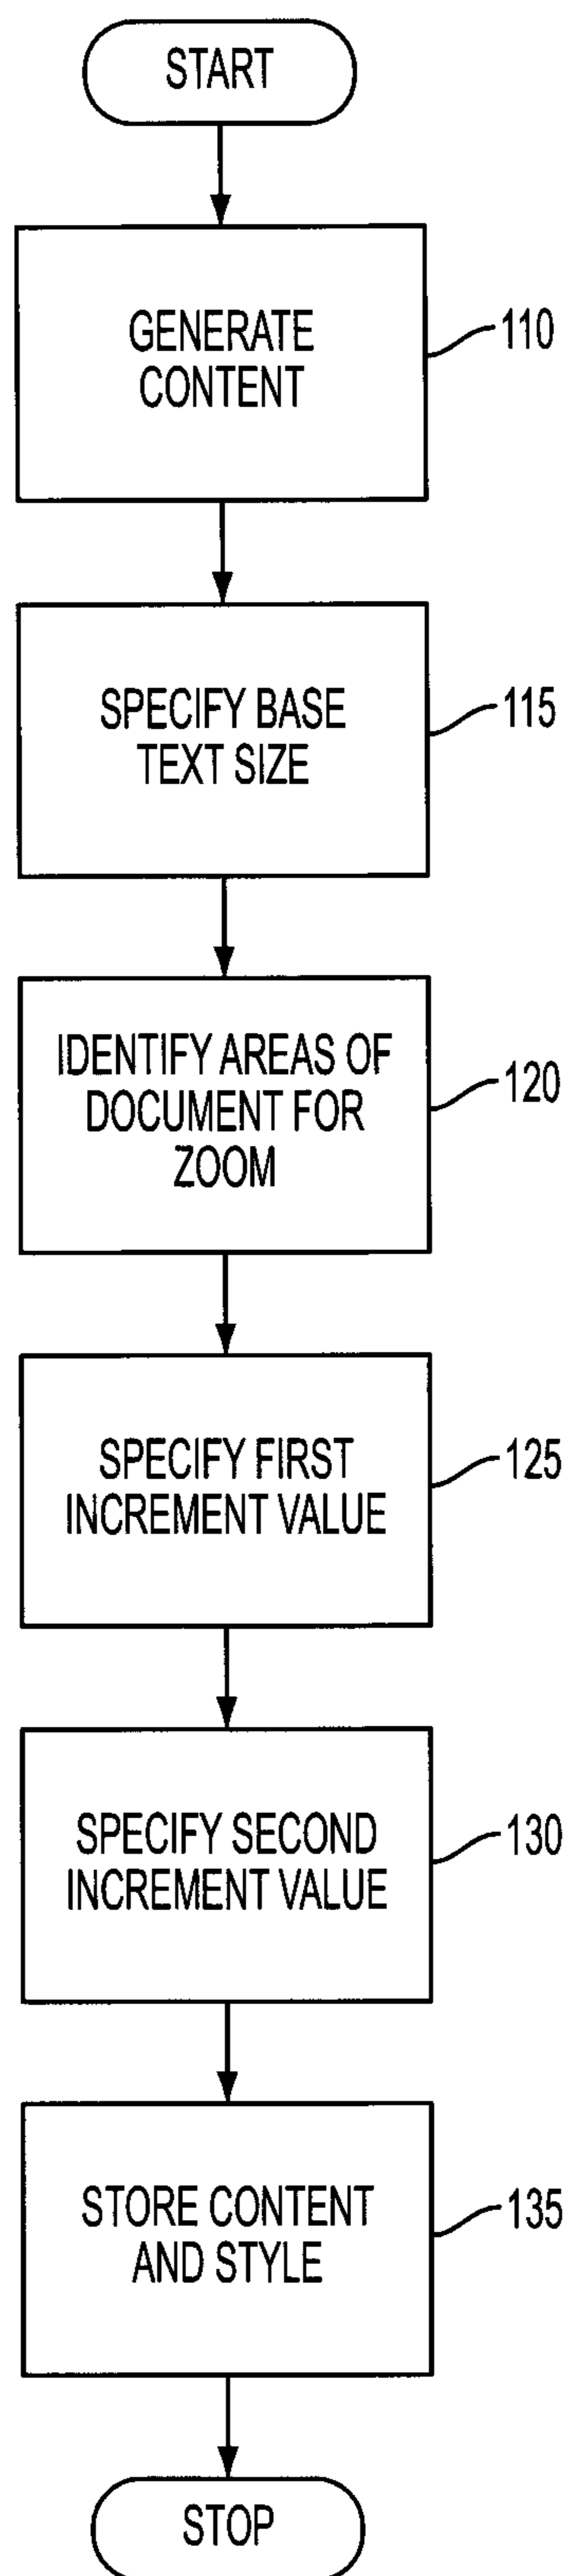 START
GENERATE
CONTENT
110
SPECIFY BASE
TEXT SIZE
115
IDENTIFY AREAS OF
DOCUMENT FOR
ZOOM
120
SPECIFY FIRST
INCREMENT VALUE
125
SPECIFY SECOND
INCREMENT VALUE
130
STORE CONTENT
AND STYLE
135
STOP